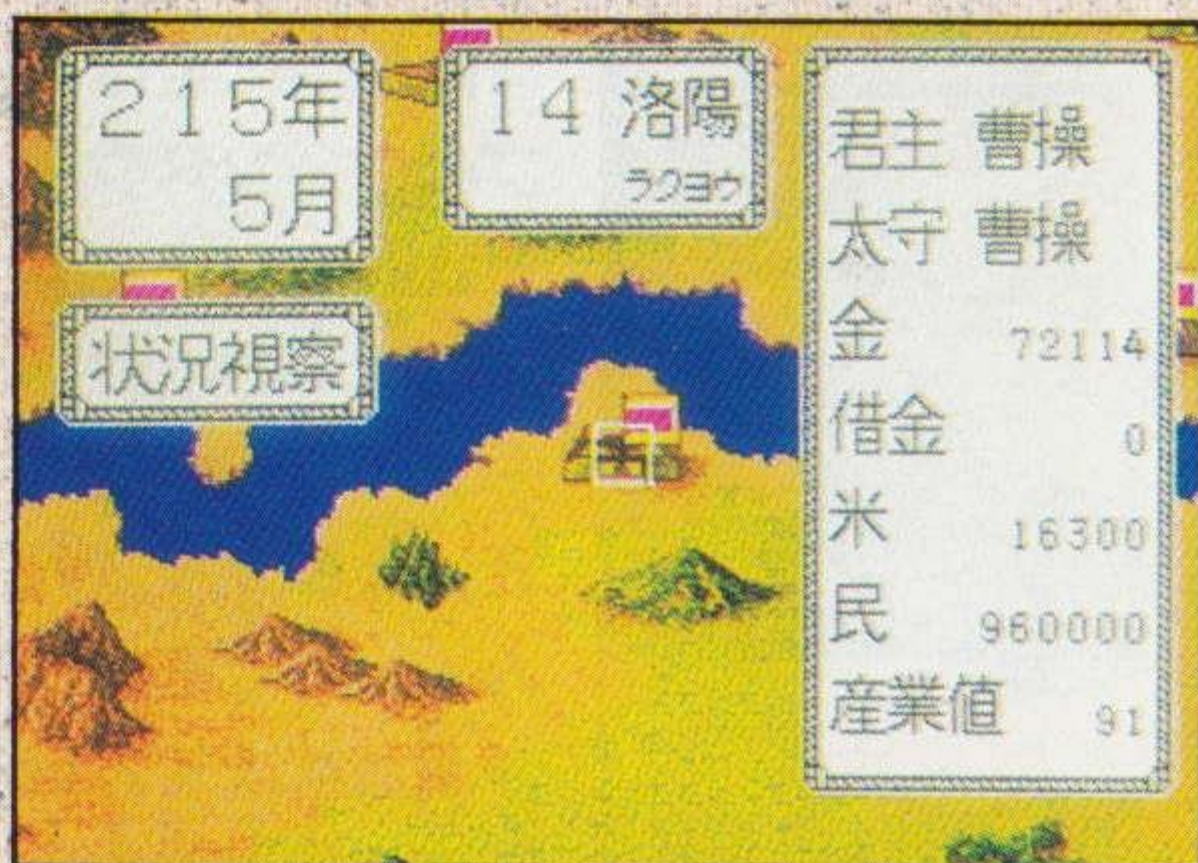 215年
5月
14 洛陽
ラクヨウ
状況視察
君主 曹操
太守 曹操
金 72114
借金 0
米 16300
民 960000
産業値 91